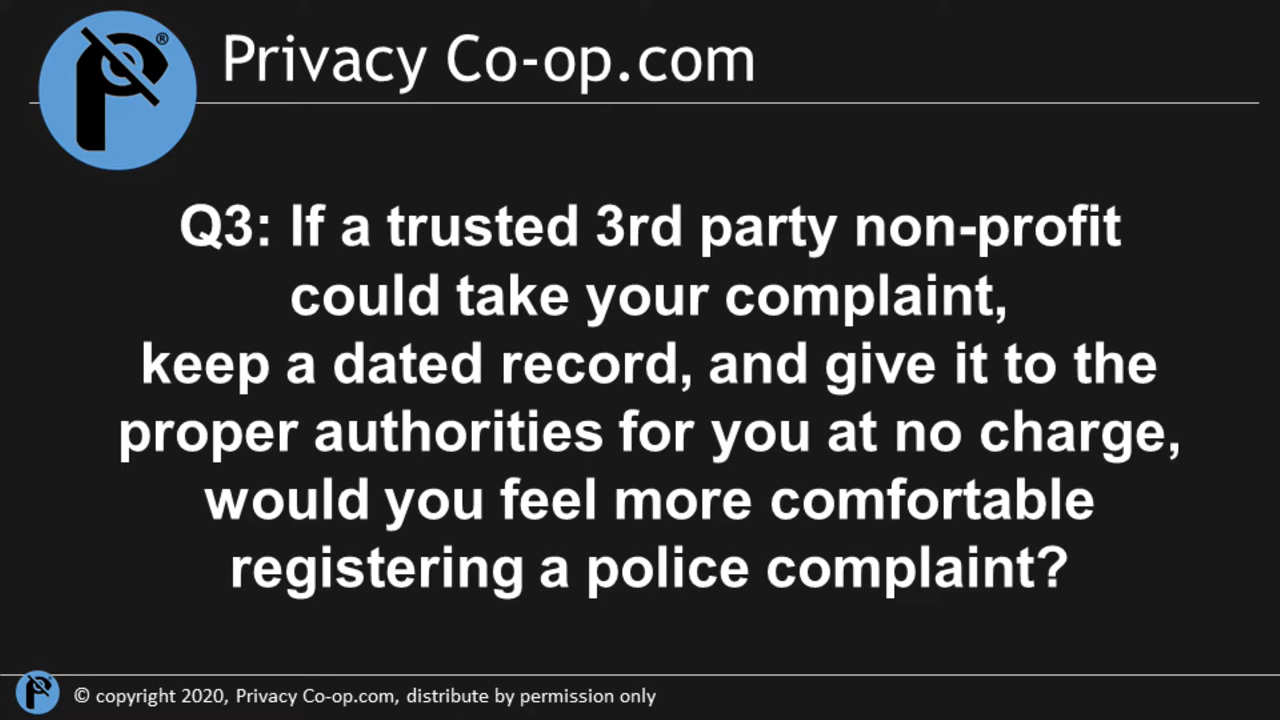 Privacy Co-op.com
Q3: If a trusted 3rd party non-profit
could take your complaint,
keep a dated record, and give it to the
proper authorities for you at no charge,
would you feel more comfortable
registering a police complaint?
© copyright 2020, Privacy Co-op.com, distribute by permission only